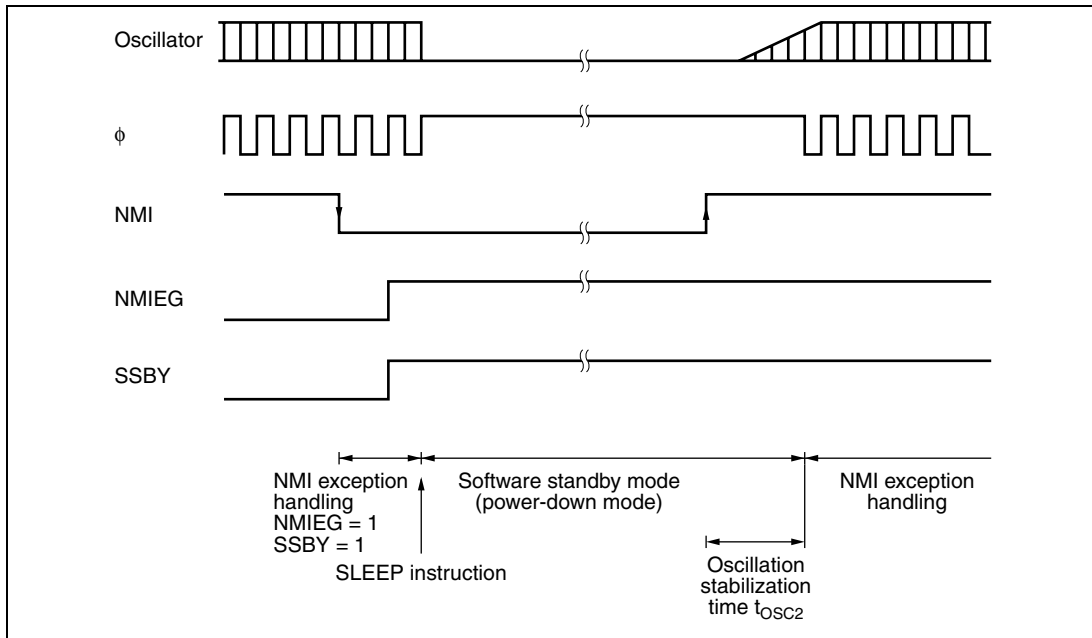 Oscillator
ϕ
NMI
NMIEG
SSBY
NMI exception
handling
NMIEG = 1
SSBY = 1
SLEEP instruction
Software standby mode
(power-down mode)
Oscillation
stabilization
time tOSC2
NMI exception
handling